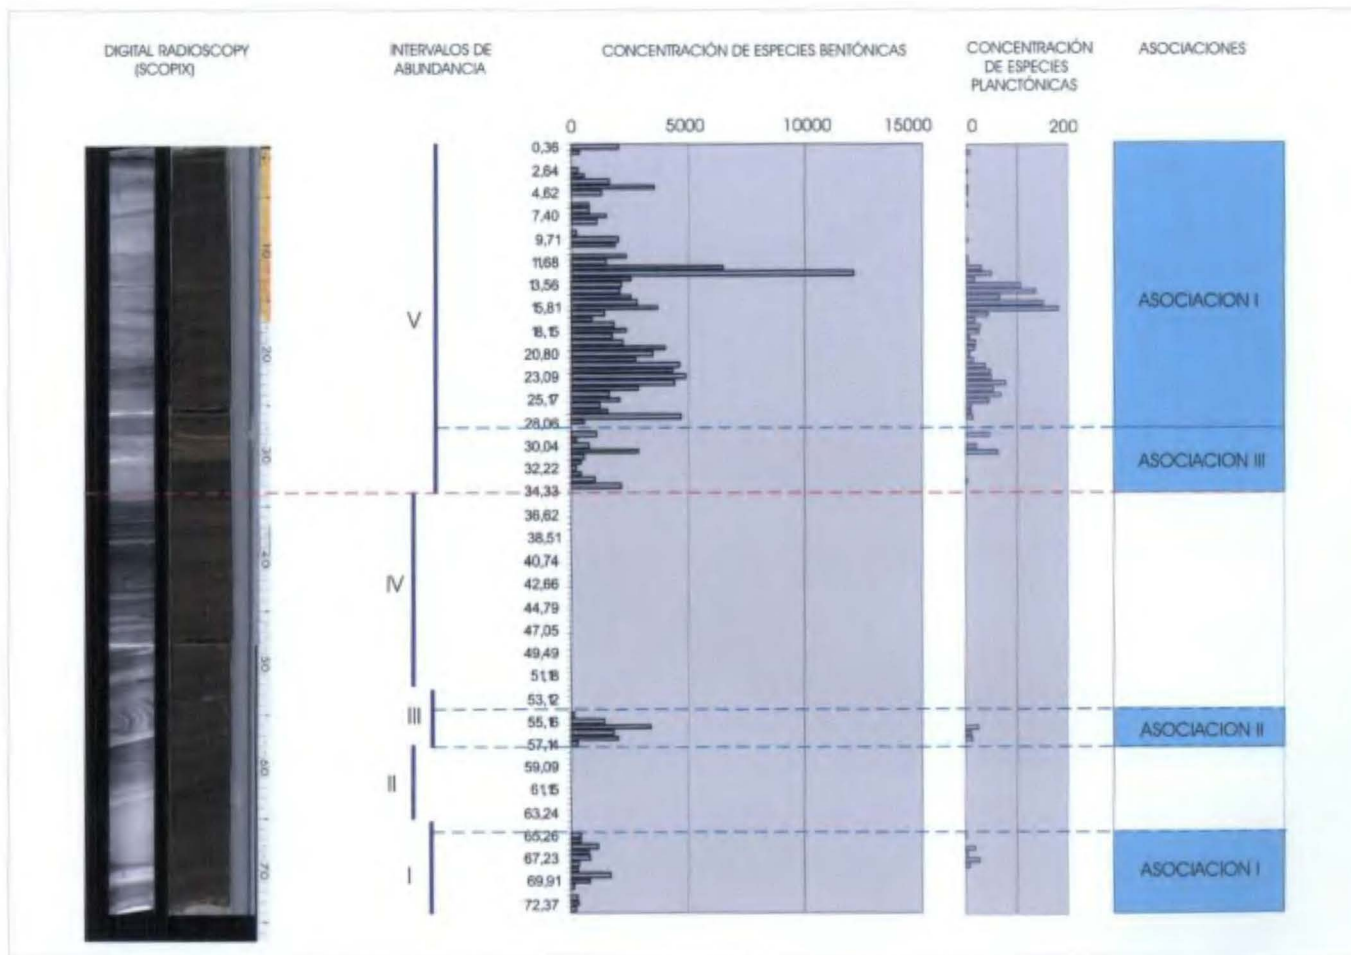 DIGITAL RADIOSCOPY
(SCOPIX)
INTERVALOS DE
ABUNDANCIA
CONCENTRACIÓN DE ESPECIES BENTÓNICAS
CONCENTRACIÓN
DE ESPECIES
PLANCTÓNICAS
ASOCIACIONES
0 5000 10000 15000
0 200
0,36
2,64
4,62
7,40
9,71
11,68
13,56
15,81
18,15
20,80
23,09
25,17
28,06
30,04
32,22
34,33
36,62
38,51
40,74
42,66
44,79
47,05
49,49
51,18
53,12
55,16
57,14
59,09
61,15
63,24
65,26
67,23
69,91
72,37
V
IV
III
II
I
ASOCIACION I
ASOCIACION III
ASOCIACION II
ASOCIACION I
10
20
30
40
50
60
70